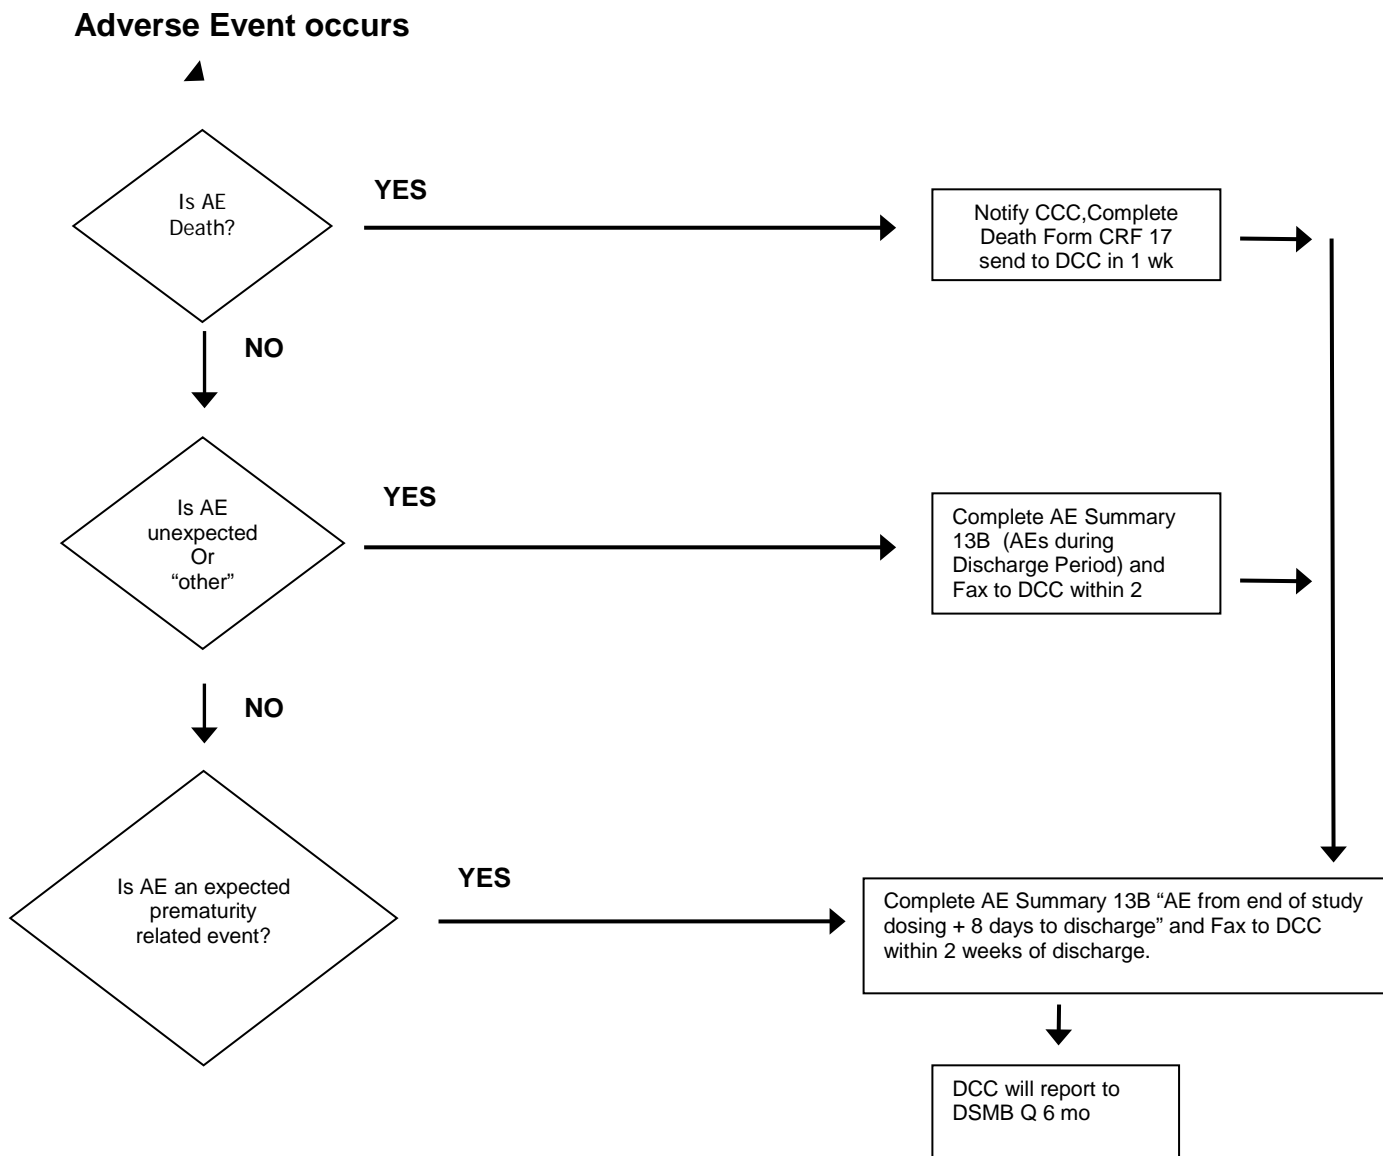 Adverse Event occurs
Is AE
Death?
YES
Notify CCC,Complete
Death Form CRF 17
send to DCC in 1 wk
NO
Is AE
unexpected
Or
“other”
YES
Complete AE Summary
13B  (AEs during
Discharge Period) and
Fax to DCC within 2
NO
Is AE an expected
prematurity
related event?
YES
Complete AE Summary 13B “AE from end of study
dosing + 8 days to discharge” and Fax to DCC
within 2 weeks of discharge.
DCC will report to
DSMB Q 6 mo